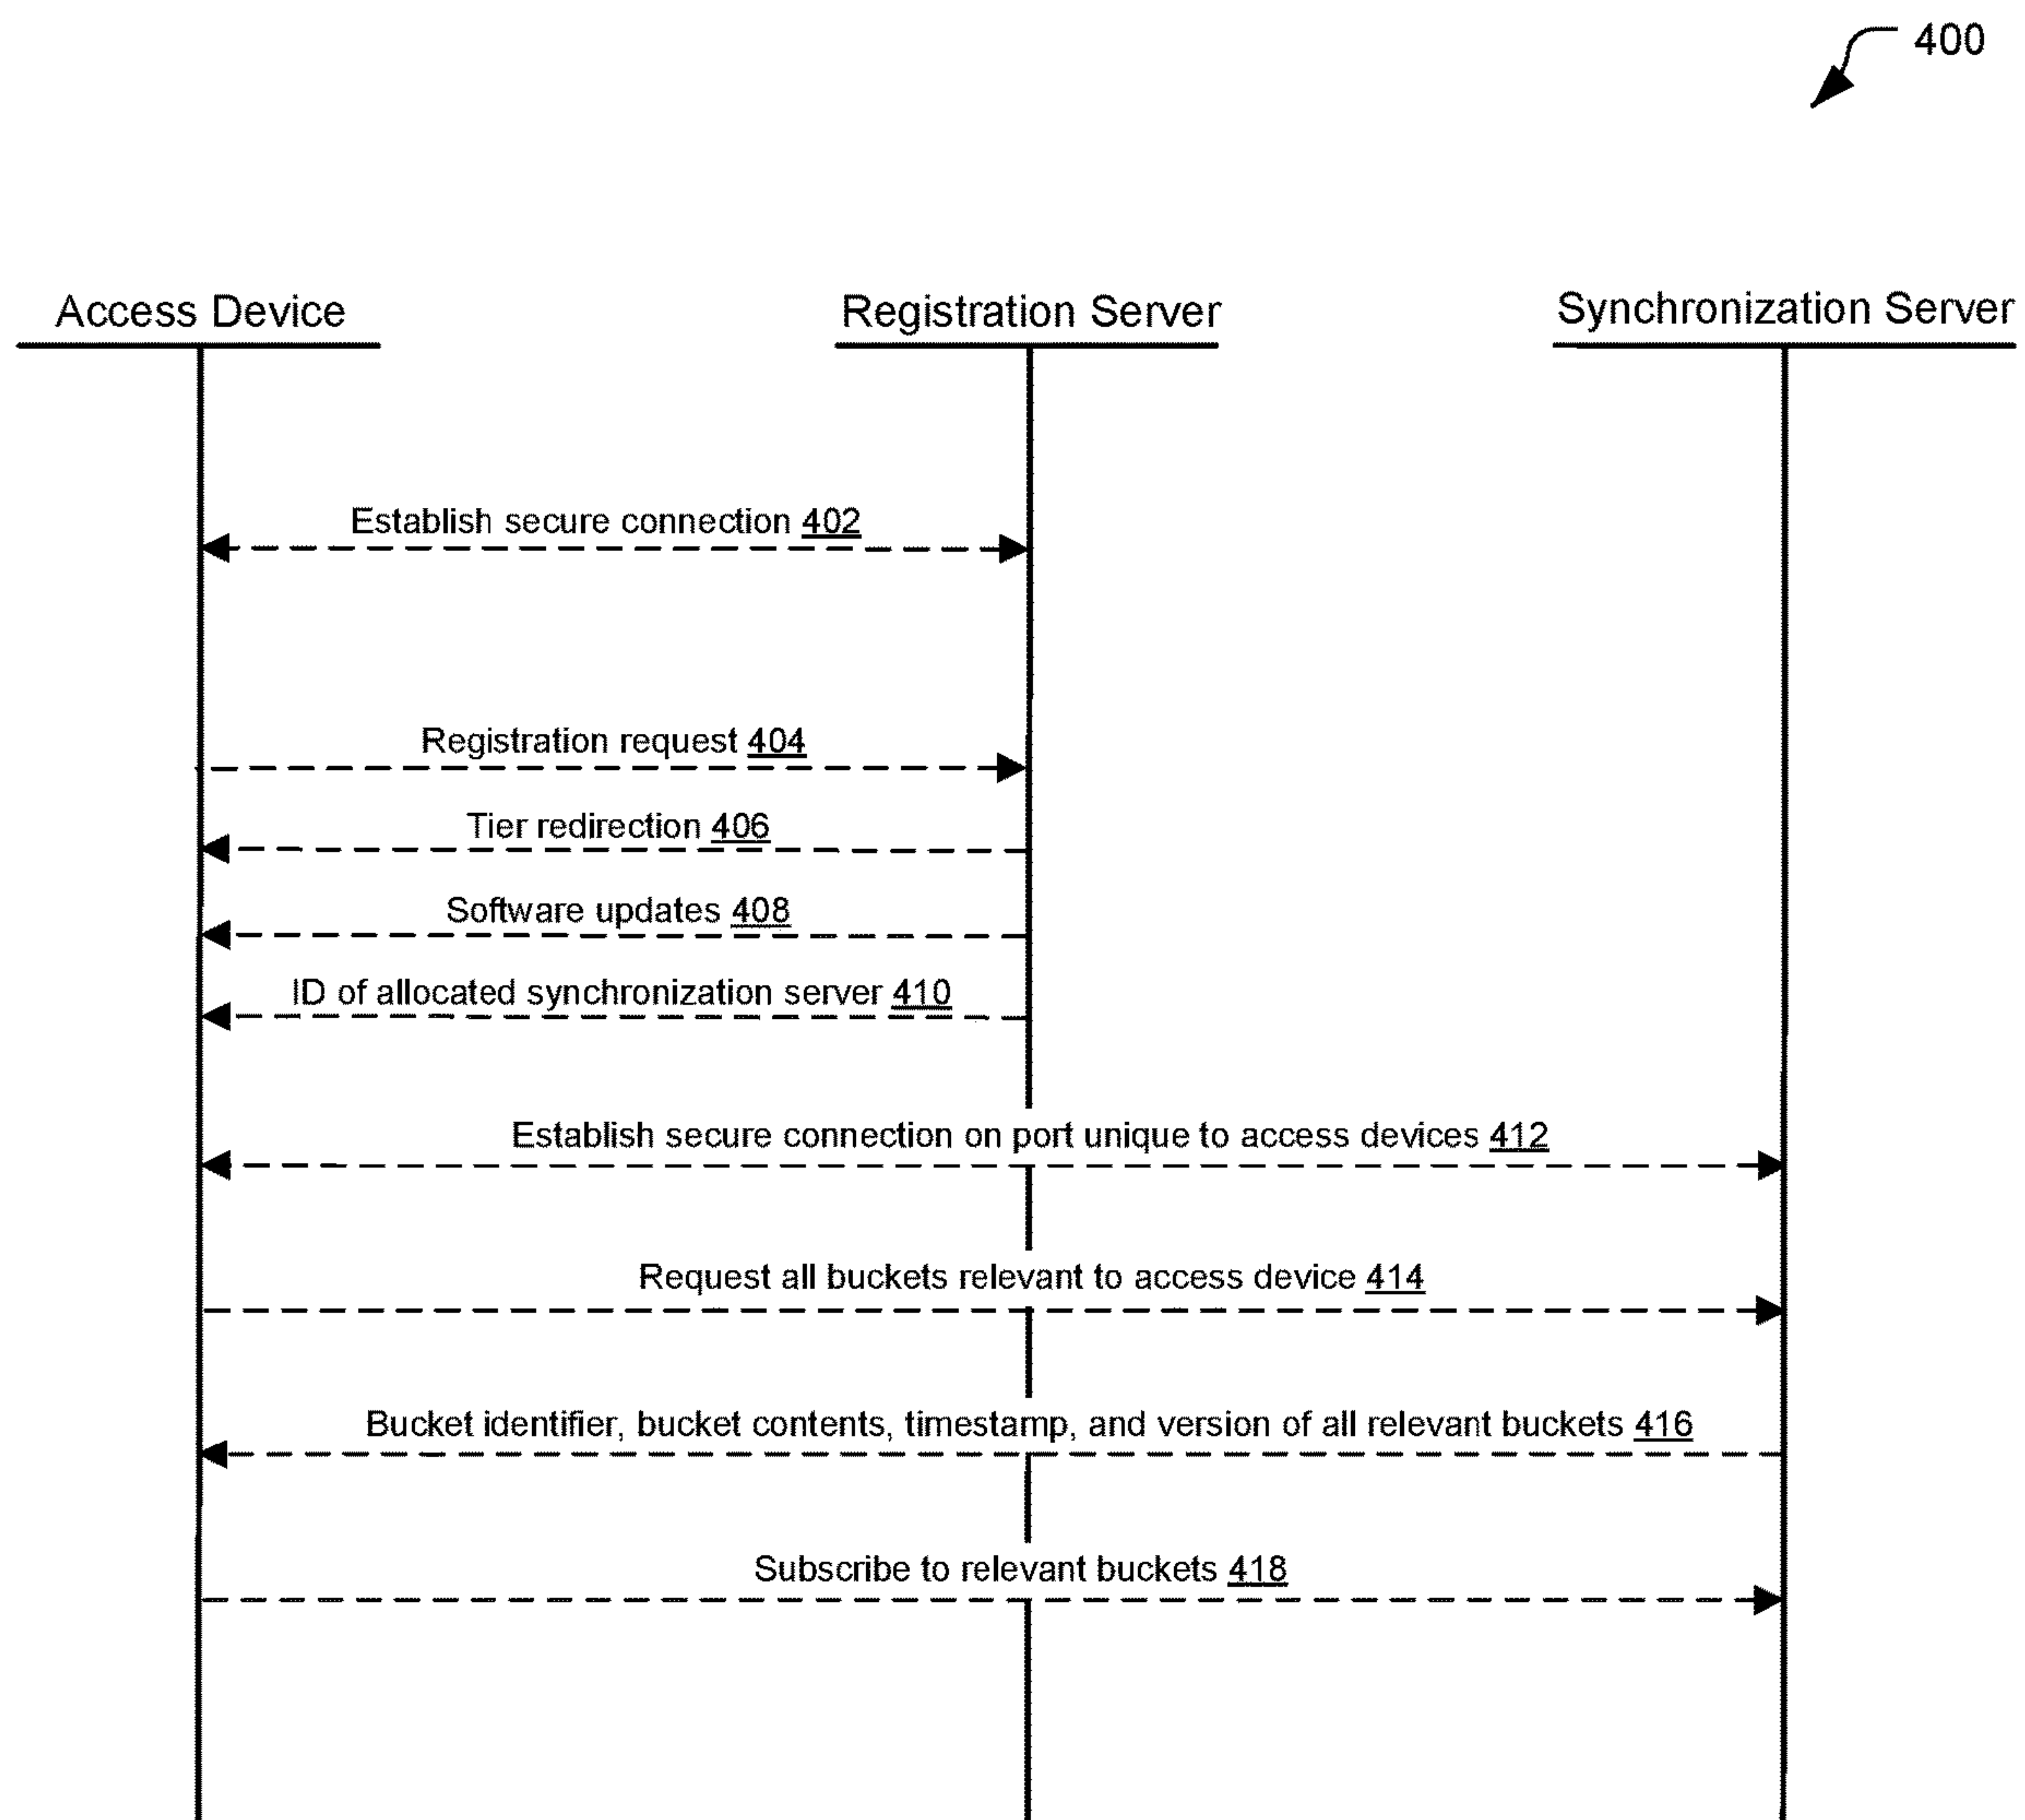 400
Access Device
Registration Server
Synchronization Server
Establish secure connection 402
Registration request 404
Tier redirection 406
Software updates 408
ID of allocated synchronization server 410
Establish secure connection on port unique to access devices 412
Request all buckets relevant to access device 414
Bucket identifier, bucket contents, timestamp, and version of all relevant buckets 416
Subscribe to relevant buckets 418